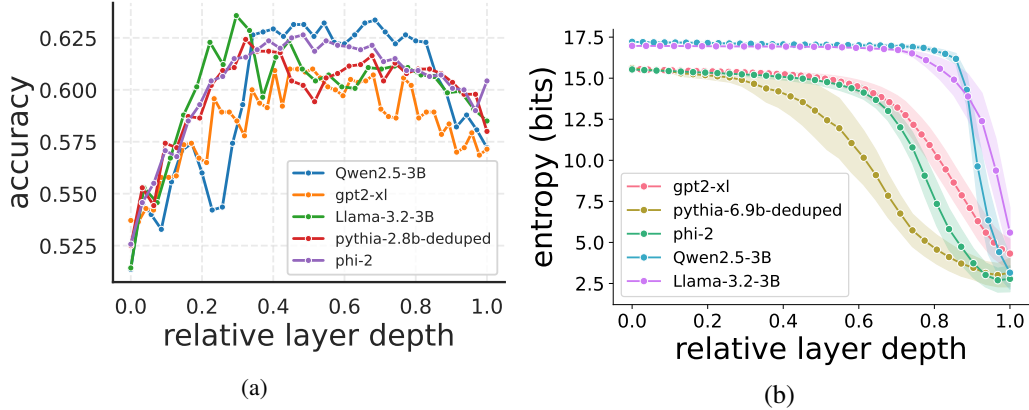 accuracy
0.625
0.600
0.575
0.550
0.525
Qwen2.5-3B
gpt2-xl
Llama-3.2-3B
pythia-2.8b-deduped
phi-2
0.0 0.2 0.4 0.6 0.8 1.0
relative layer depth
(a)
entropy (bits)
17.5
15.0
12.5
10.0
7.5
5.0
2.5
gpt2-xl
pythia-6.9b-deduped
phi-2
Qwen2.5-3B
Llama-3.2-3B
0.0 0.2 0.4 0.6 0.8 1.0
relative layer depth
(b)